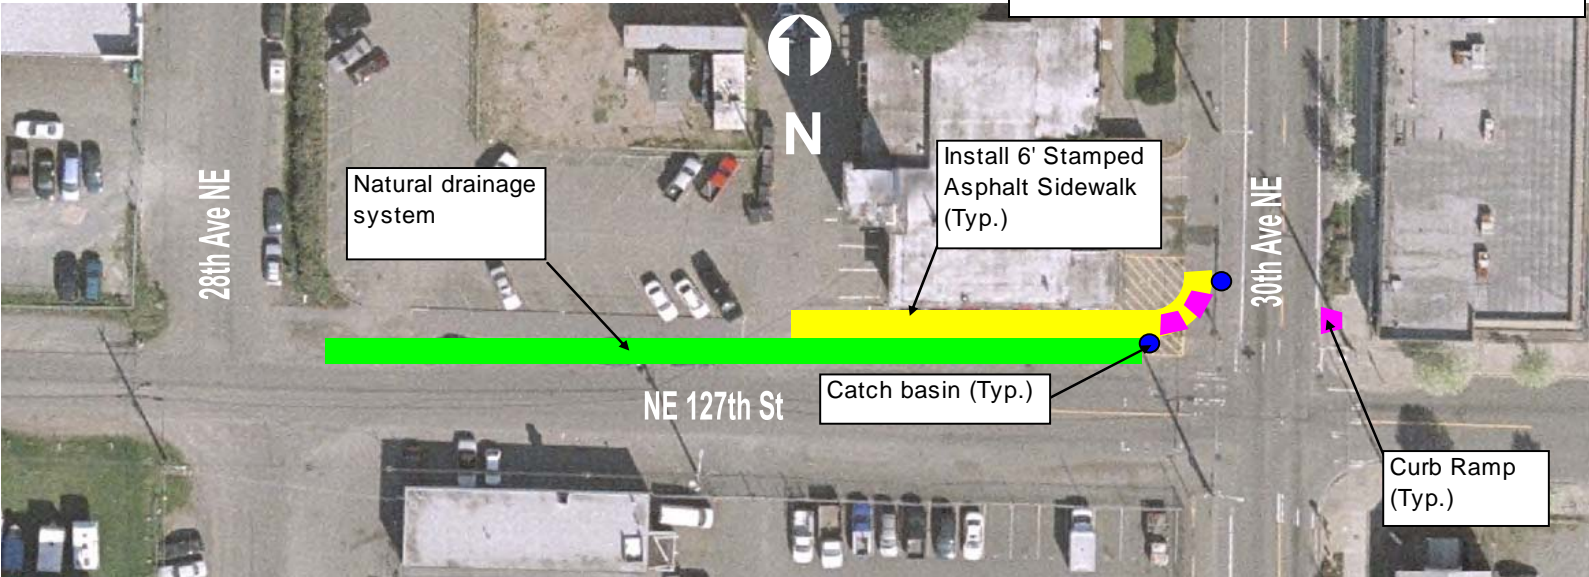 N
28th Ave NE
Natural drainage
system
Install 6' Stamped
Asphalt Sidewalk
(Typ.)
30th Ave NE
NE 127th St
Catch basin (Typ.)
Curb Ramp
(Typ.)